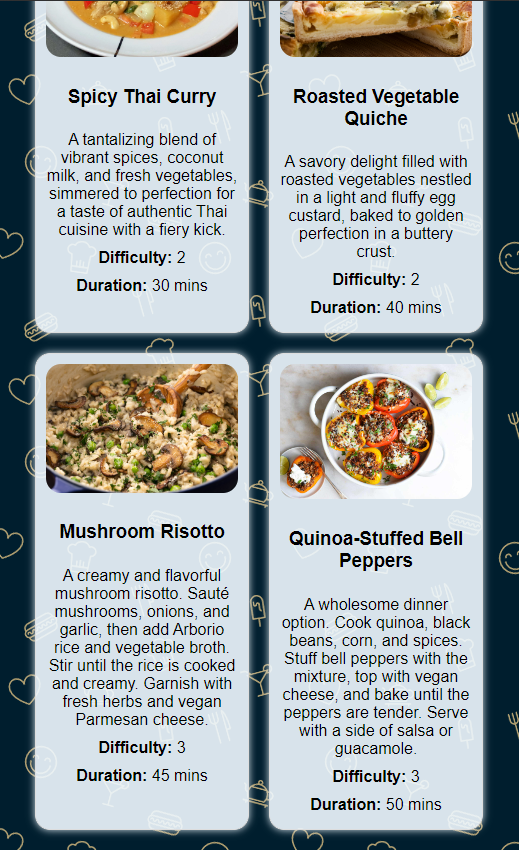 Spicy Thai Curry
A tantalizing blend of
vibrant spices, coconut
milk, and fresh vegetables,
simmered to perfection for
a taste of authentic Thai
cuisine with a fiery kick.
Difficulty: 2
Duration: 30 mins
Roasted Vegetable
Quiche
A savory delight filled with
roasted vegetables nestled
in a light and fluffy egg
custard, baked to golden
perfection in a buttery
crust.
Difficulty: 2
Duration: 40 mins
Mushroom Risotto
A creamy and flavorful
mushroom risotto. Sauté
mushrooms, onions, and
garlic, then add Arborio
rice and vegetable broth.
Stir until the rice is cooked
and creamy. Garnish with
fresh herbs and vegan
Parmesan cheese.
Difficulty: 3
Duration: 45 mins
Quinoa-Stuffed Bell
Peppers
A wholesome dinner
option. Cook quinoa, black
beans, corn, and spices.
Stuff bell peppers with the
mixture, top with vegan
cheese, and bake until the
peppers are tender. Serve
with a side of salsa or
guacamole.
Difficulty: 3
Duration: 50 mins